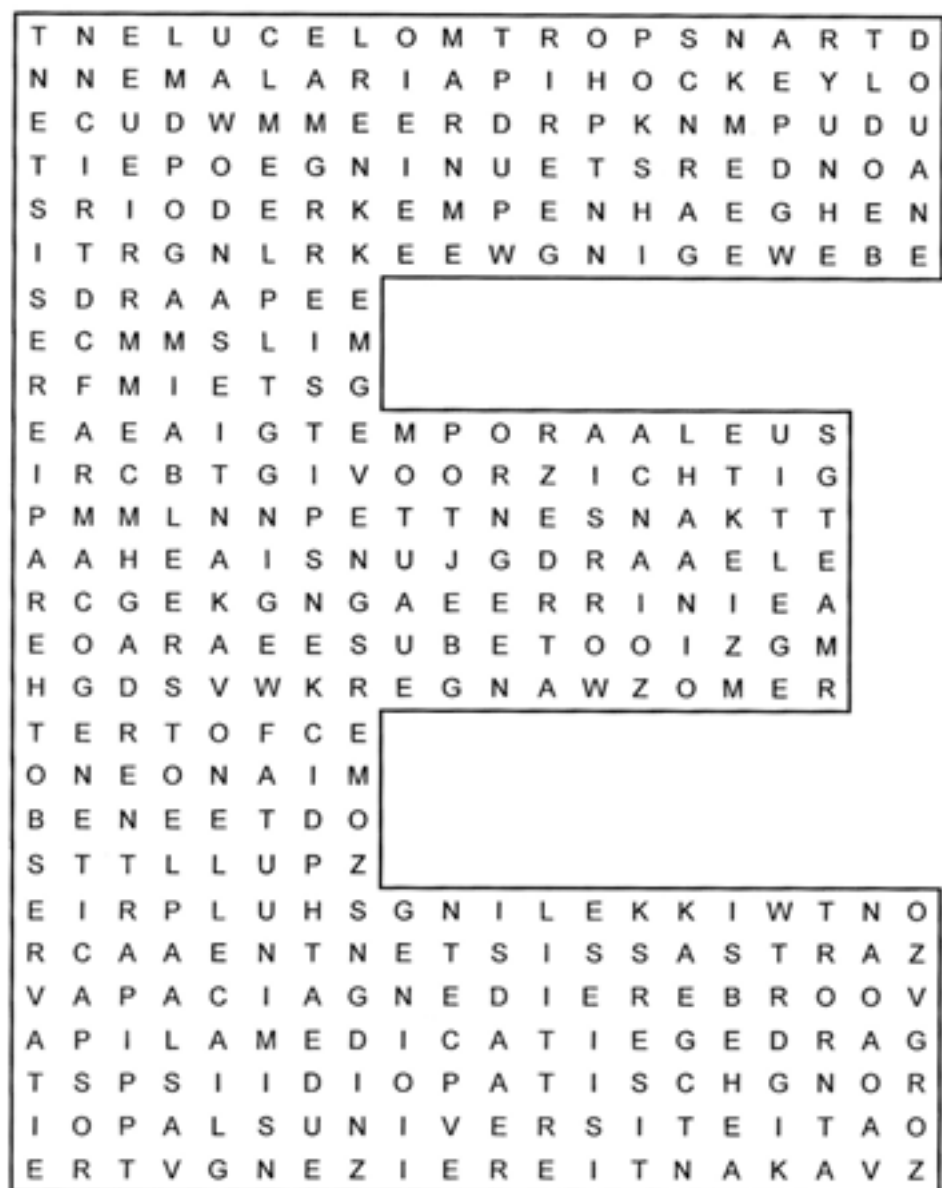 T N E L U C E L O M T R O P S N A R T D
N N E M A L A R I A P I H O C K E Y L O
E C U D W M M E E R D R P K N M P U D U
T I E P O E G N I N U E T S R E D N O A
S R I O D E R K E M P E N H A E G H E N
I T R G N L R K E E W G N I G E W E B E
S D R A A P E E
E C M M S L I M
R F M I E T S G
E A E A I G T E M P O R A A L E U S
I R C B T G I V O O R Z I C H T I G
P M M L N N P E T T N E S N A K T T
A A H E A I S N U J G D R A A E L E
R C G E K G N G A E E R R I N I E A
E O A R A E E S U B E T O O I Z G M
H G D S V W K R E G N A W Z O M E R
T E R T O F C E
O N E O N A I M
B E N E E T D O
S T T L L U P Z
E I R P L U H S G N I L E K K I W T N O
R C A A E N T N E T S I S S A S T R A Z
V A P A C I A G N E D I E R E B R O O V
A P I L A M E D I C A T I E G E D R A G
T S P S I I D I O P A T I S C H G N O R
I O P A L S U N I V E R S I T E I T A O
E R T V G N E Z I E R E I T N A K A V Z